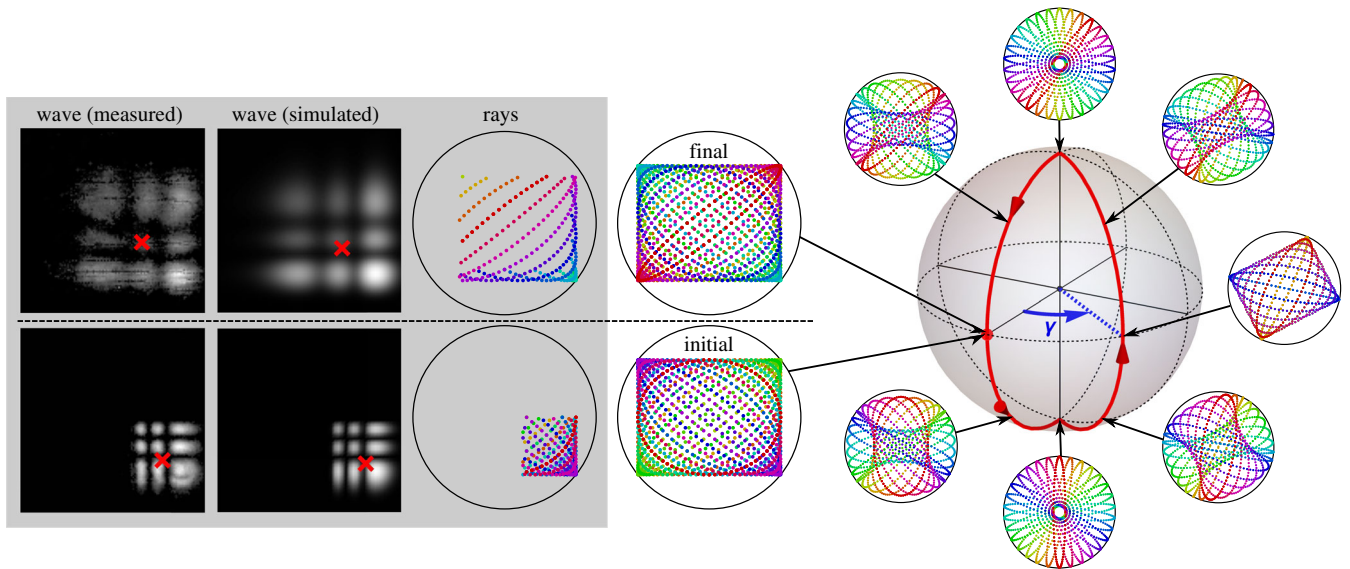 wave (measured)
wave (simulated)
rays
final
initial
γ